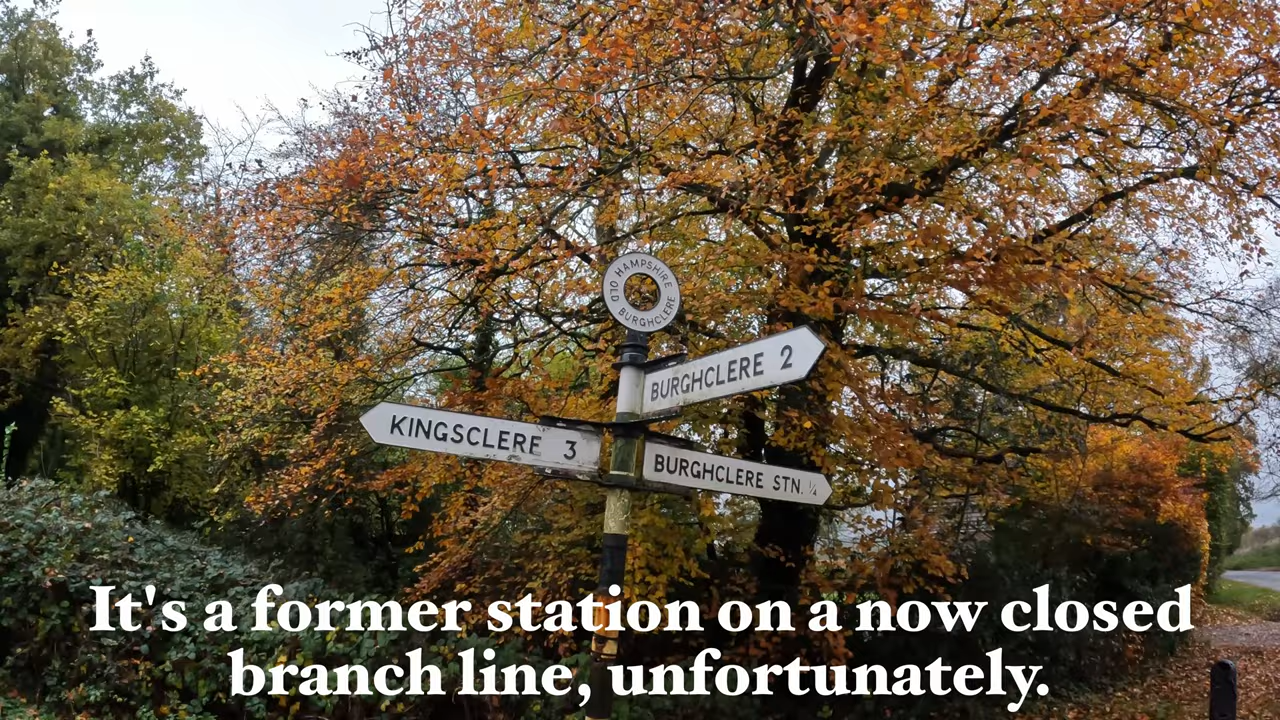 HAMPSHIRE
OLD BURGHCLERE
BURGHCLERE 2
KINGSCLERE 3
BURGHCLERE STN. ¼
It's a former station on a now closed
branch line, unfortunately.